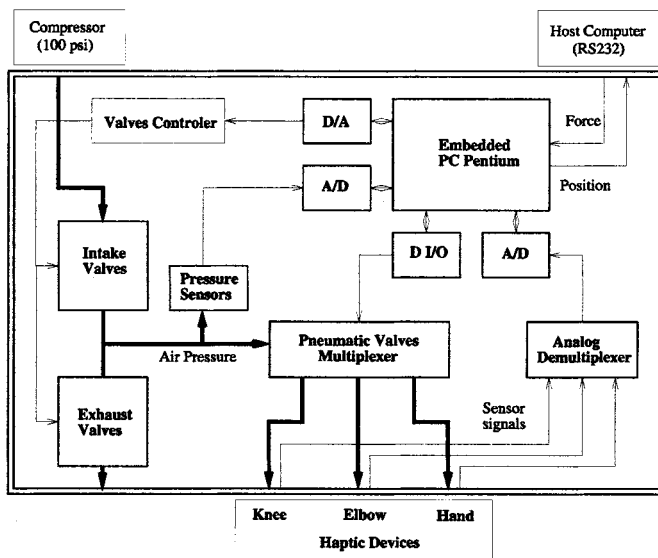 Compressor
(100 psi)
Host Computer
(RS232)
Valves Controler
D/A
Embedded
PC Pentium
Force
Position
A/D
Intake
Valves
Pressure
Sensors
D I/O
A/D
Air Pressure
Pneumatic Valves
Multiplexer
Analog
Demultiplexer
Exhaust
Valves
Sensor
signals
Knee Elbow Hand
Haptic Devices